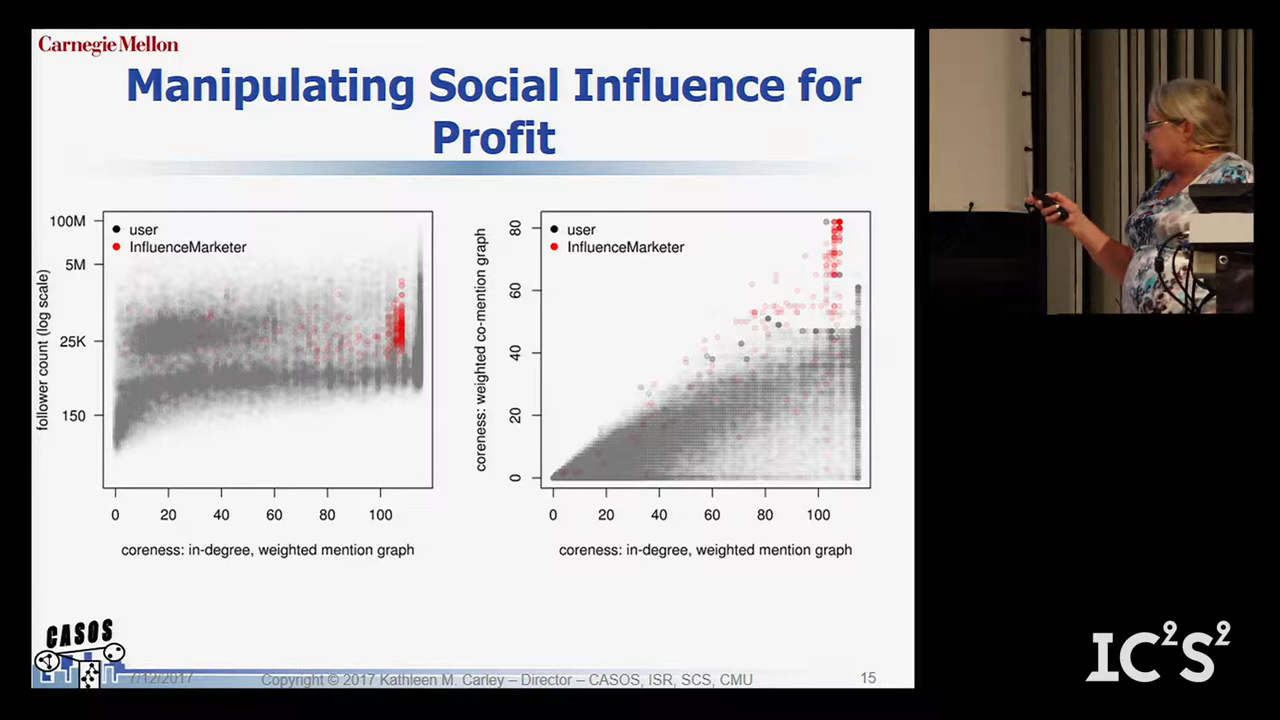 Carnegie Mellon
Manipulating Social Influence for
Profit
100M
5M
25K
150
follower count (log scale)
user
InfluenceMarketer
0 20 40 60 80 100
coreness: in-degree, weighted mention graph
80
60
40
20
0
coreness: weighted co-mention graph
user
InfluenceMarketer
0 20 40 60 80 100
coreness: in-degree, weighted mention graph
CASOS
7/12/2017
Copyright © 2017 Kathleen M. Carley – Director – CASOS, ISR, SCS, CMU
15
IC²S²